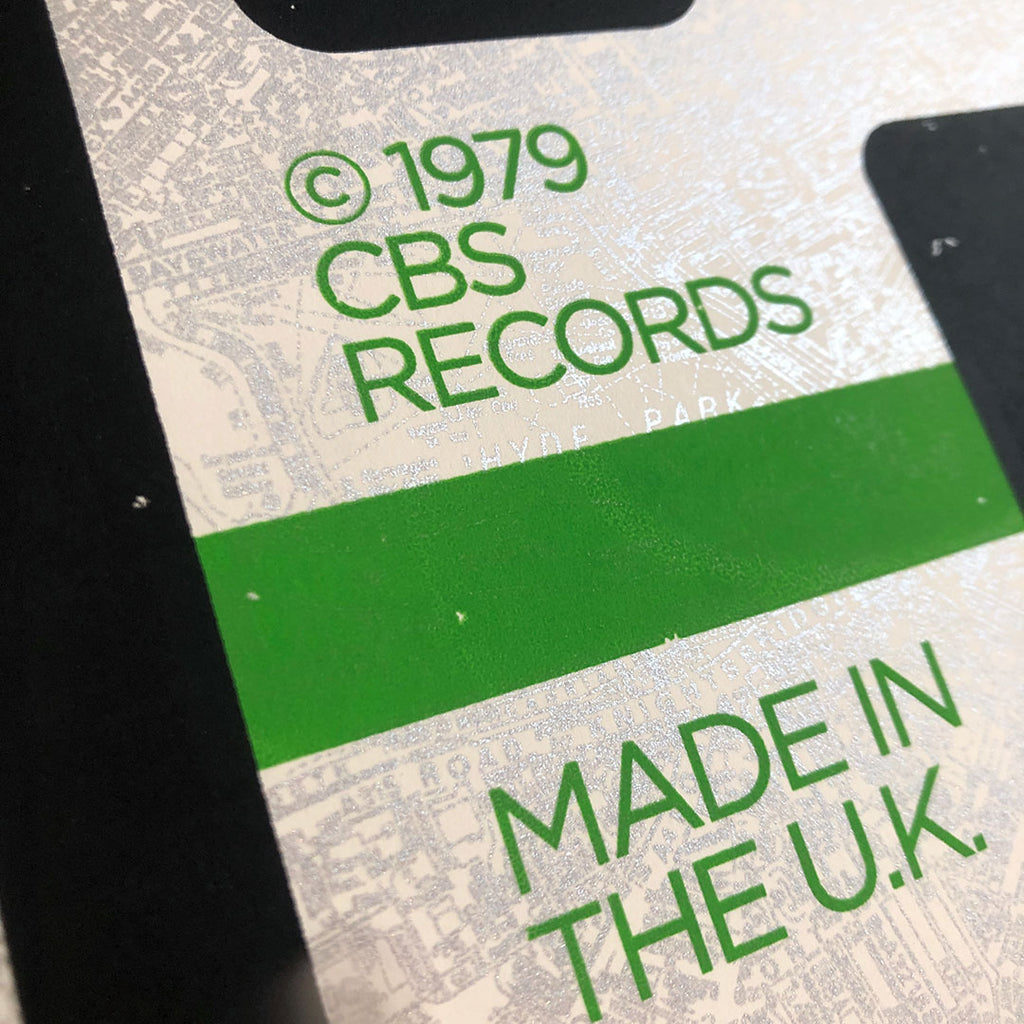 © 1979
CBS
RECORDS
HYDE PARK
MADE IN
THE U.K.